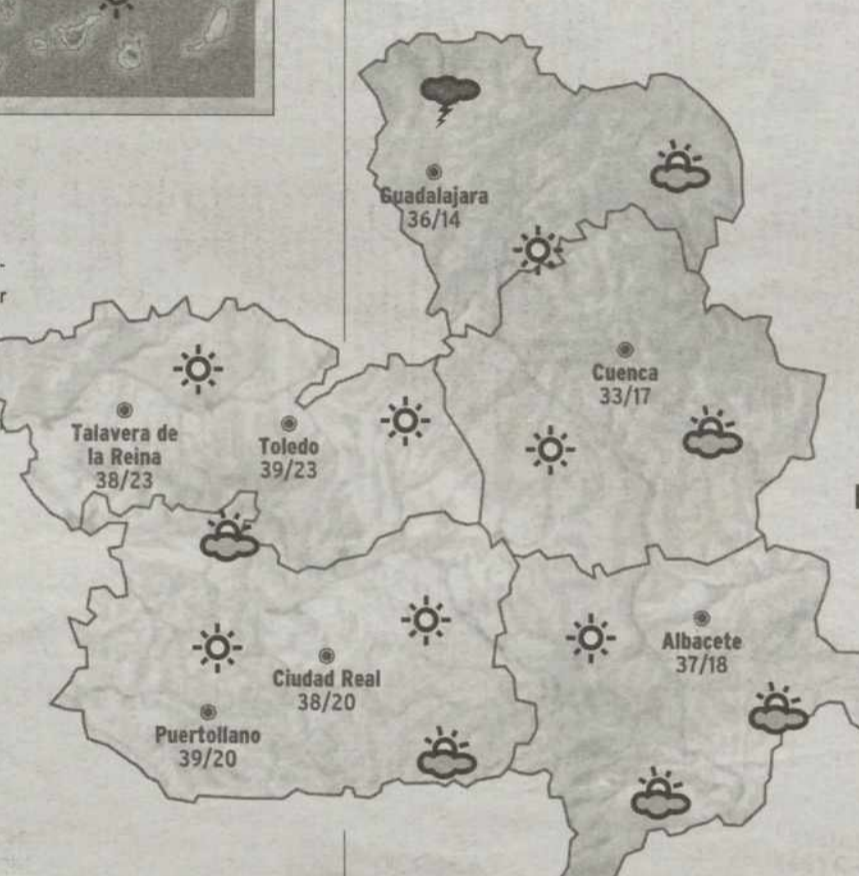 Guadalajara
36/14
r
Cuenca
33/17
Talavera de
la Reina
38/23
Toledo
39/23
Albacete
37/18
Ciudad Real
38/20
Puertollano
39/20